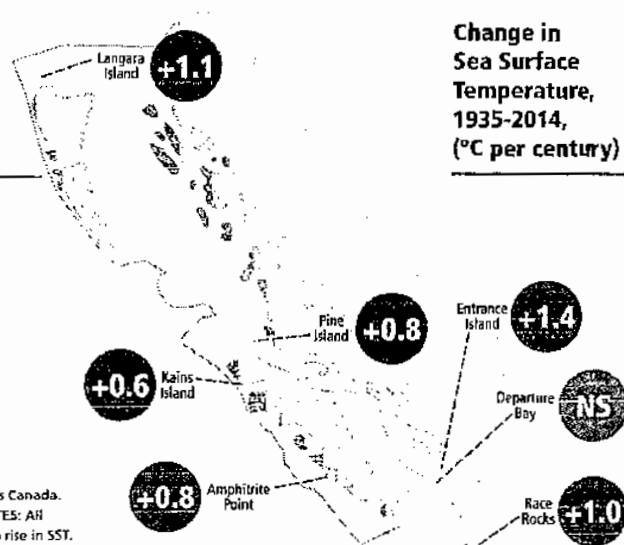 Change in
Sea Surface
Temperature,
1935-2014,
(°C per century)
Langara
Island
+1.1
Pine
Island
+0.8
Entrance
Island
+1.4
Kains
Island
+0.6
Departure
Bay
NS
Amphitrite
Point
+0.8
Race
Rocks
+1.0
s Canada.
TES: All
rise in SST.